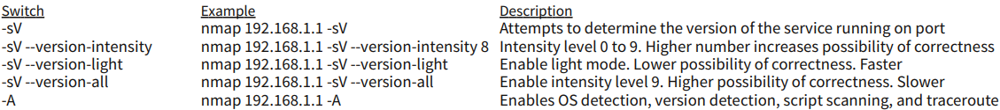 Switch Example Description
-sV nmap 192.168.1.1 -sV Attempts to determine the version of the service running on port
-sV --version-intensity nmap 192.168.1.1 -sV --version-intensity 8 Intensity level 0 to 9. Higher number increases possibility of correctness
-sV --version-light nmap 192.168.1.1 -sV --version-light Enable light mode. Lower possibility of correctness. Faster
-sV --version-all nmap 192.168.1.1 -sV --version-all Enable intensity level 9. Higher possibility of correctness. Slower
-A nmap 192.168.1.1 -A Enables OS detection, version detection, script scanning, and traceroute